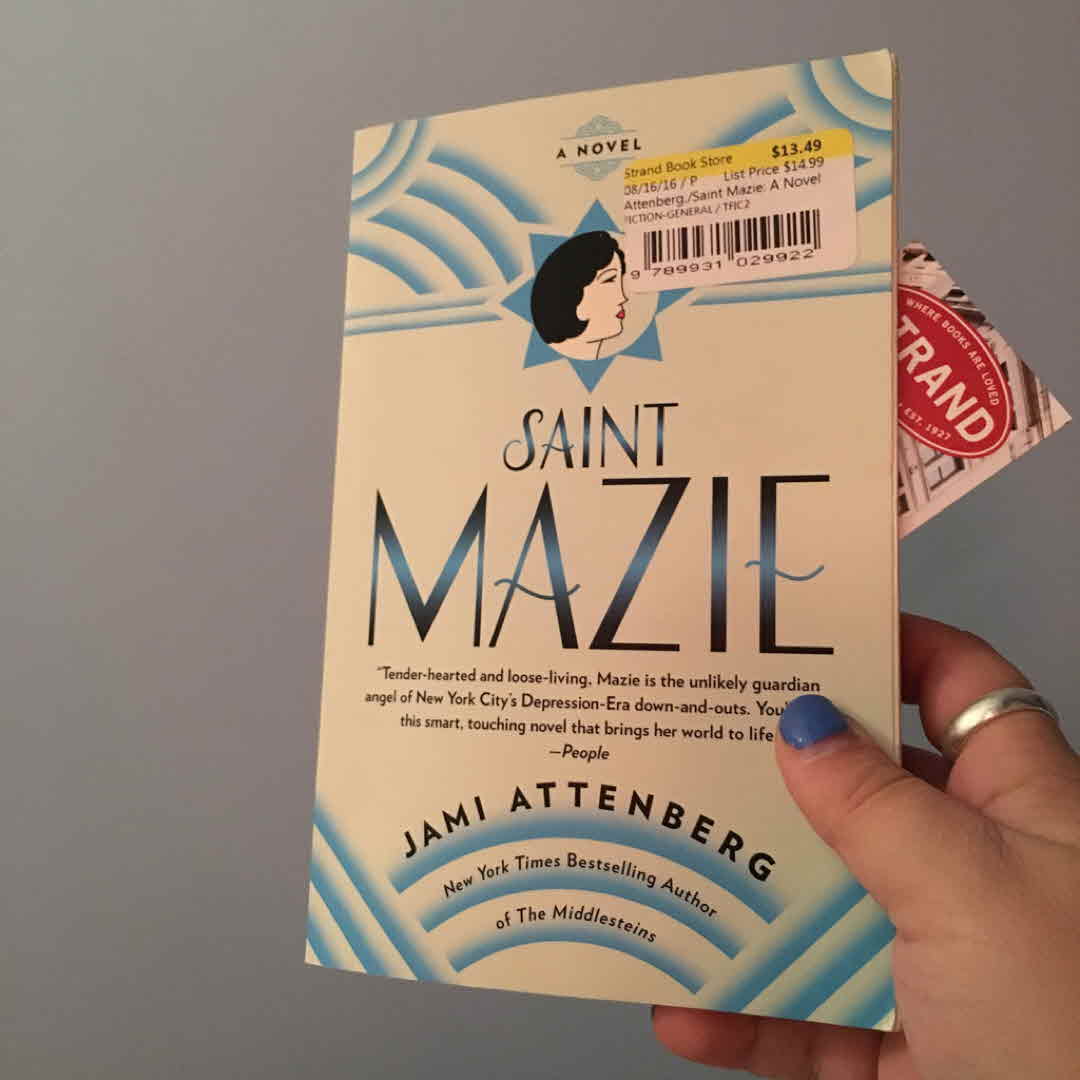 A NOVEL
Strand Book Store $13.49
08/16/16 / P List Price $14.99
Attenberg./Saint Mazie: A Novel
FICTION-GENERAL / TFIC2
9 789931 029922
WHERE BOOKS ARE LOVED
TRAND
EST. 1927
SAINT
MAZIE
"Tender-hearted and loose-living, Mazie is the unlikely guardian
angel of New York City's Depression-Era down-and-outs.
this smart, touching novel that brings her world to life
—People
JAMI ATTENBERG
New York Times Bestselling Author
of The Middlesteins